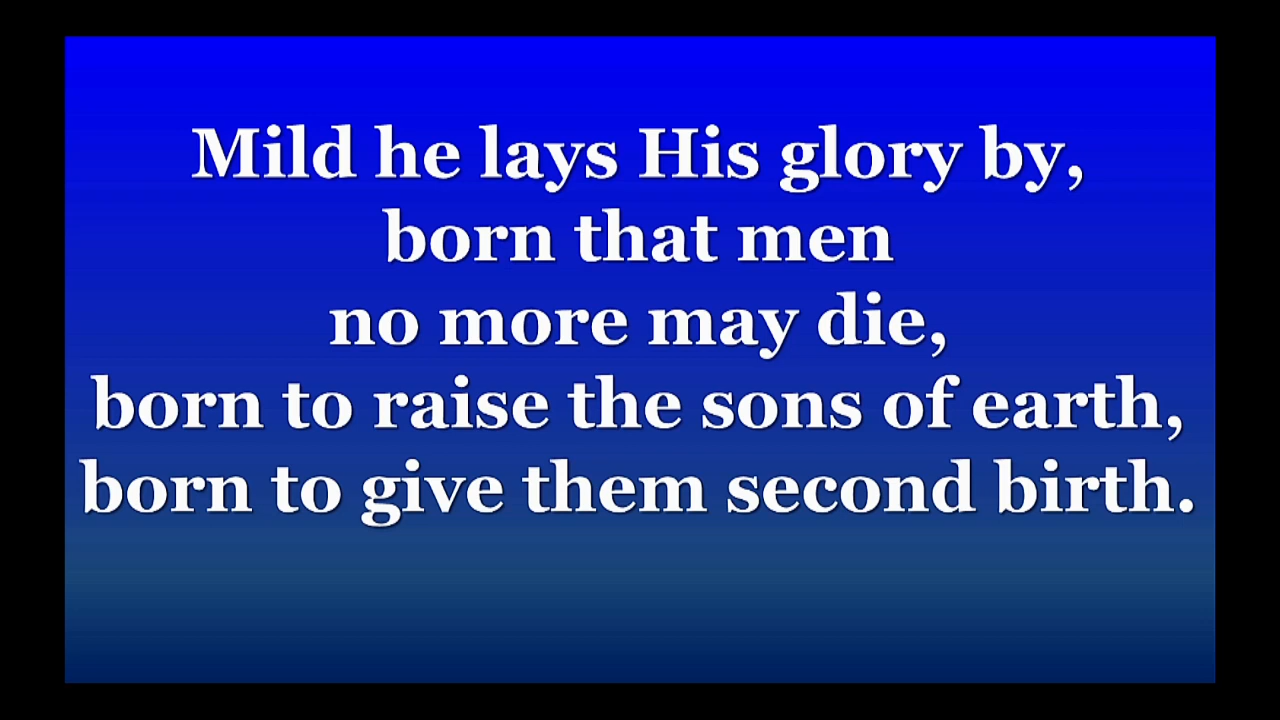 Mild he lays His glory by,
born that men
no more may die,
born to raise the sons of earth,
born to give them second birth.